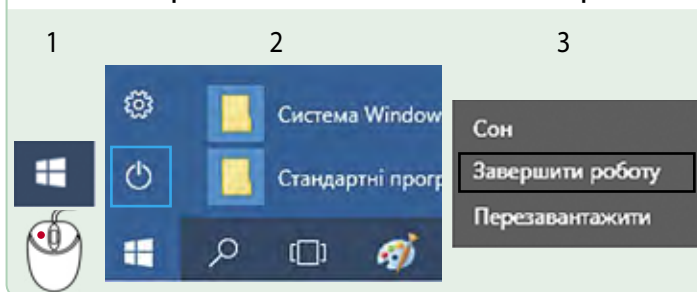 1 2 3
Система Window
Стандартні прогр
Сон
Завершити роботу
Перезавантажити